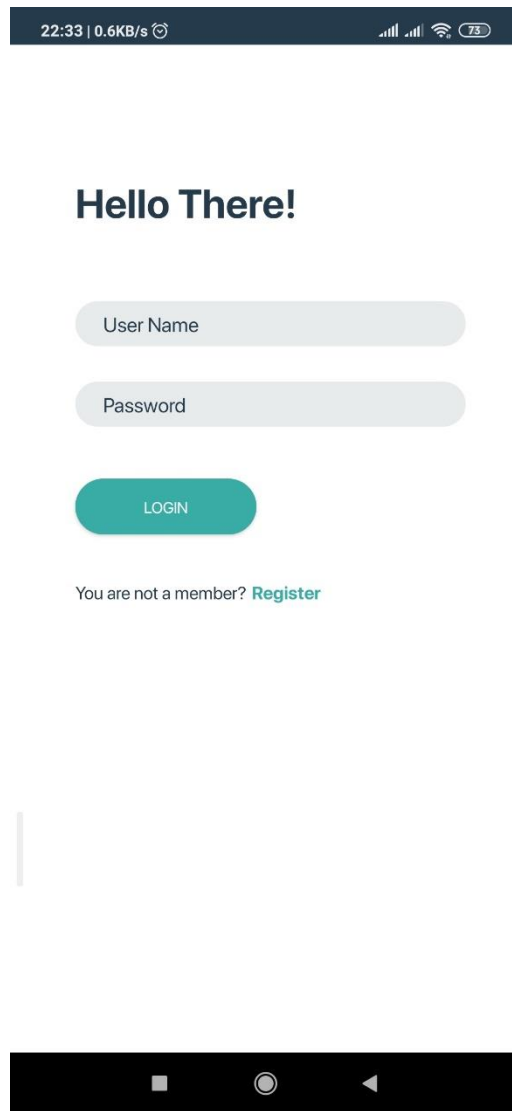 22:33 | 0.6KB/s
73
Hello There!
User Name
Password
LOGIN
You are not a member? Register